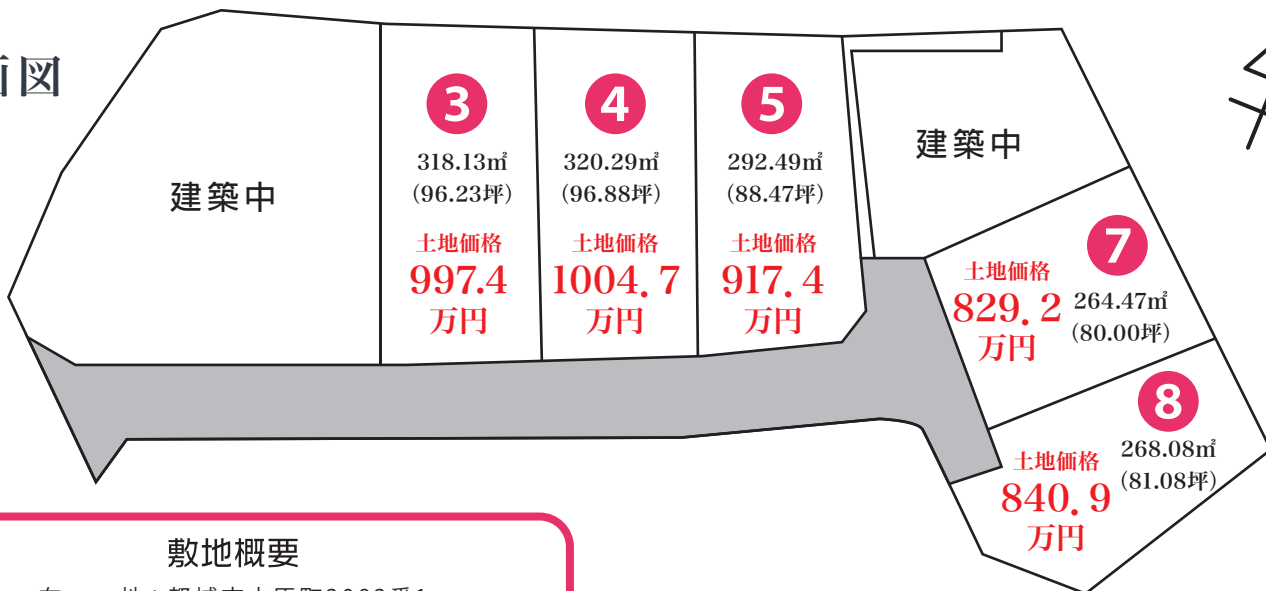 図
建築中
3
318.13㎡
(96.23坪)
土地価格
997.4
万円
4
320.29㎡
(96.88坪)
土地価格
1004.7
万円
5
292.49㎡
(88.47坪)
土地価格
917.4
万円
建築中
7
264.47㎡
(80.00坪)
土地価格
829.2
万円
8
268.08㎡
(81.08坪)
土地価格
840.9
万円
敷地概要